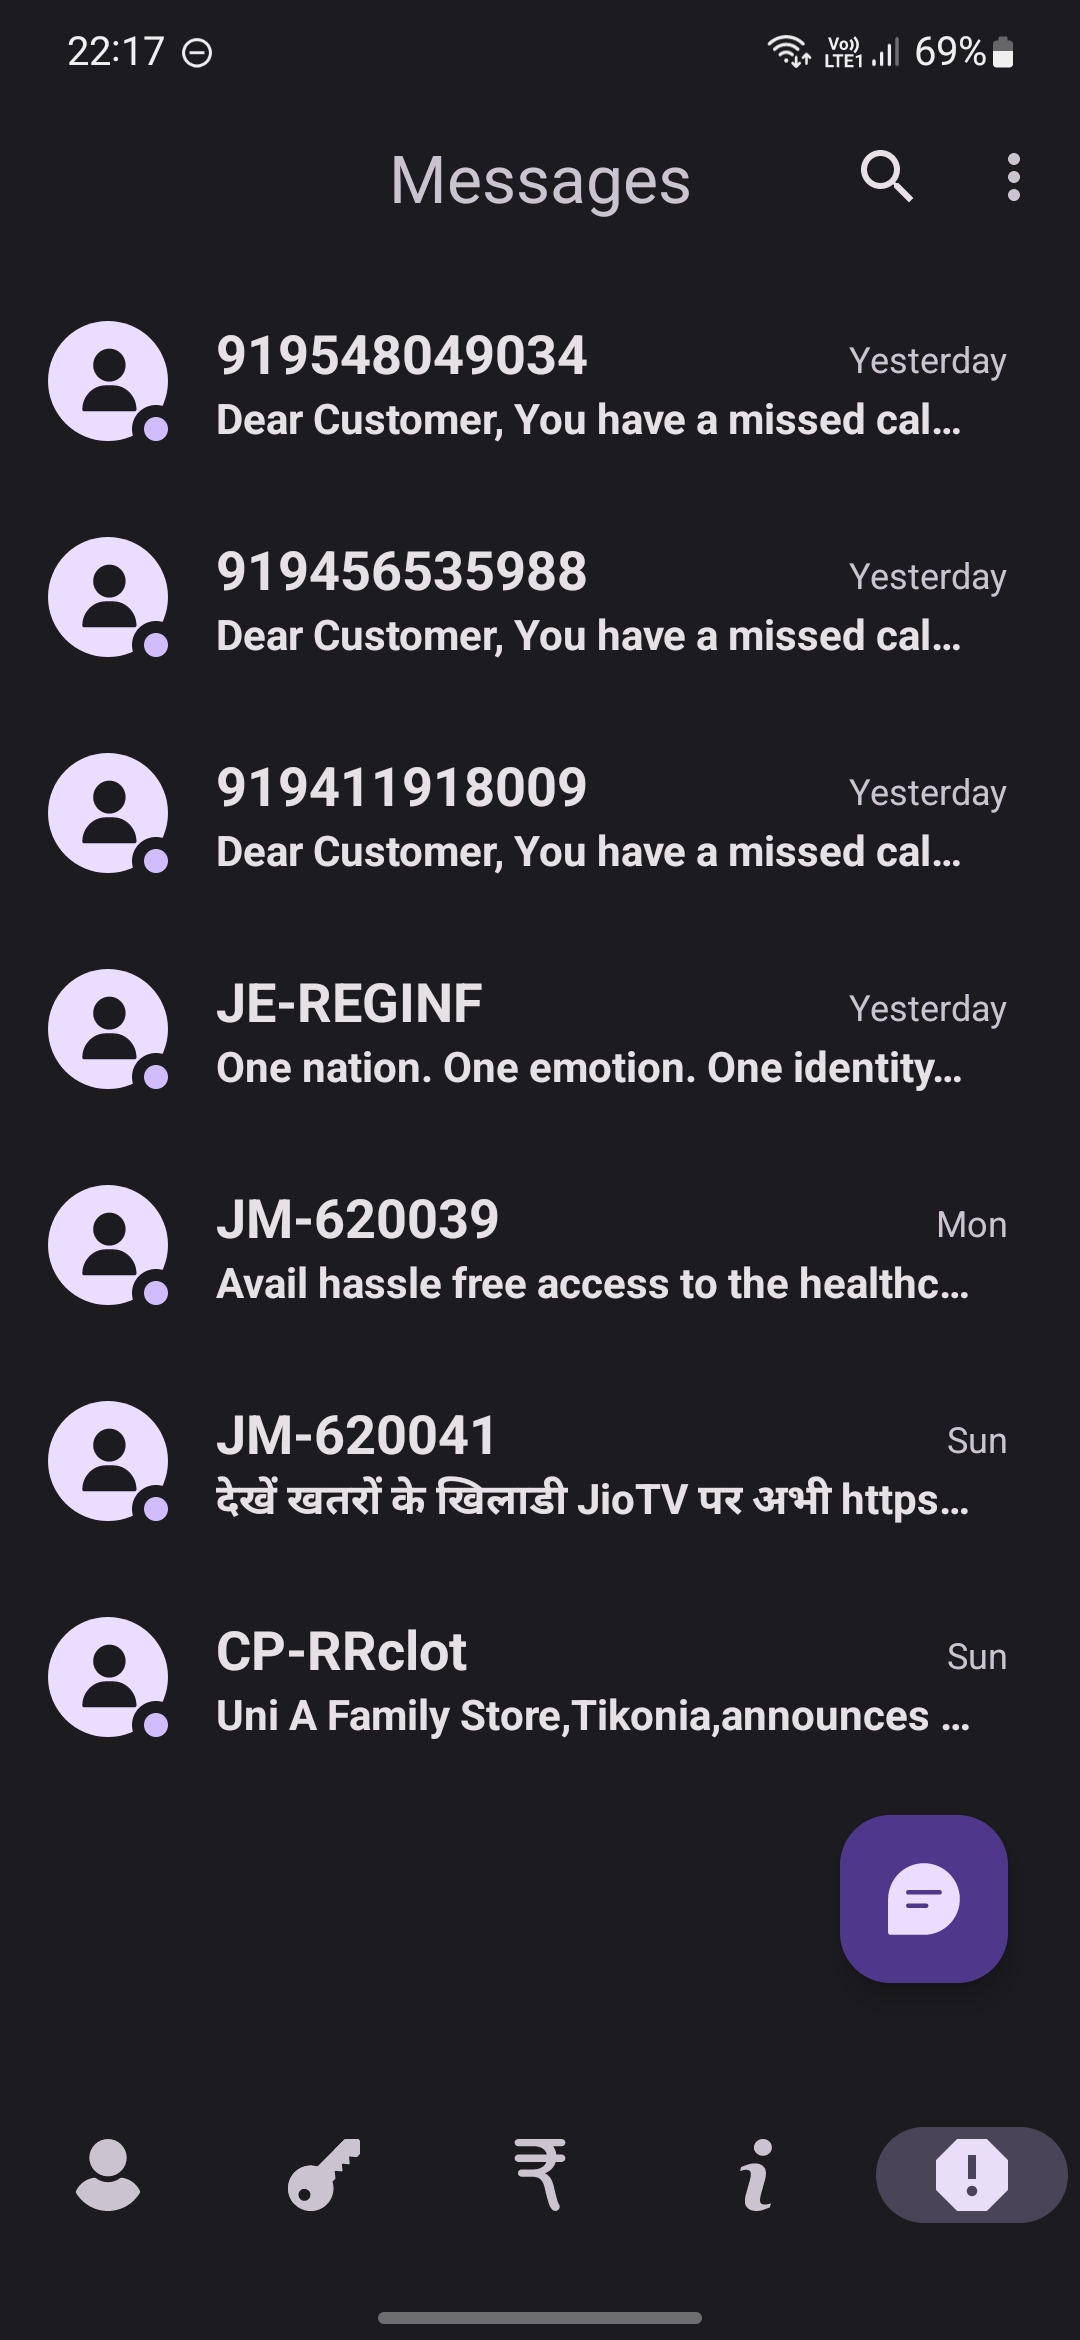 22:17
Vo)) LTE1 69%
Messages
919548049034 Yesterday
Dear Customer, You have a missed cal…
919456535988 Yesterday
Dear Customer, You have a missed cal…
919411918009 Yesterday
Dear Customer, You have a missed cal…
JE-REGINF Yesterday
One nation. One emotion. One identity…
JM-620039 Mon
Avail hassle free access to the healthc…
JM-620041 Sun
देखें खतरों के खिलाडी JioTV पर अभी https…
CP-RRclot Sun
Uni A Family Store,Tikonia,announces …